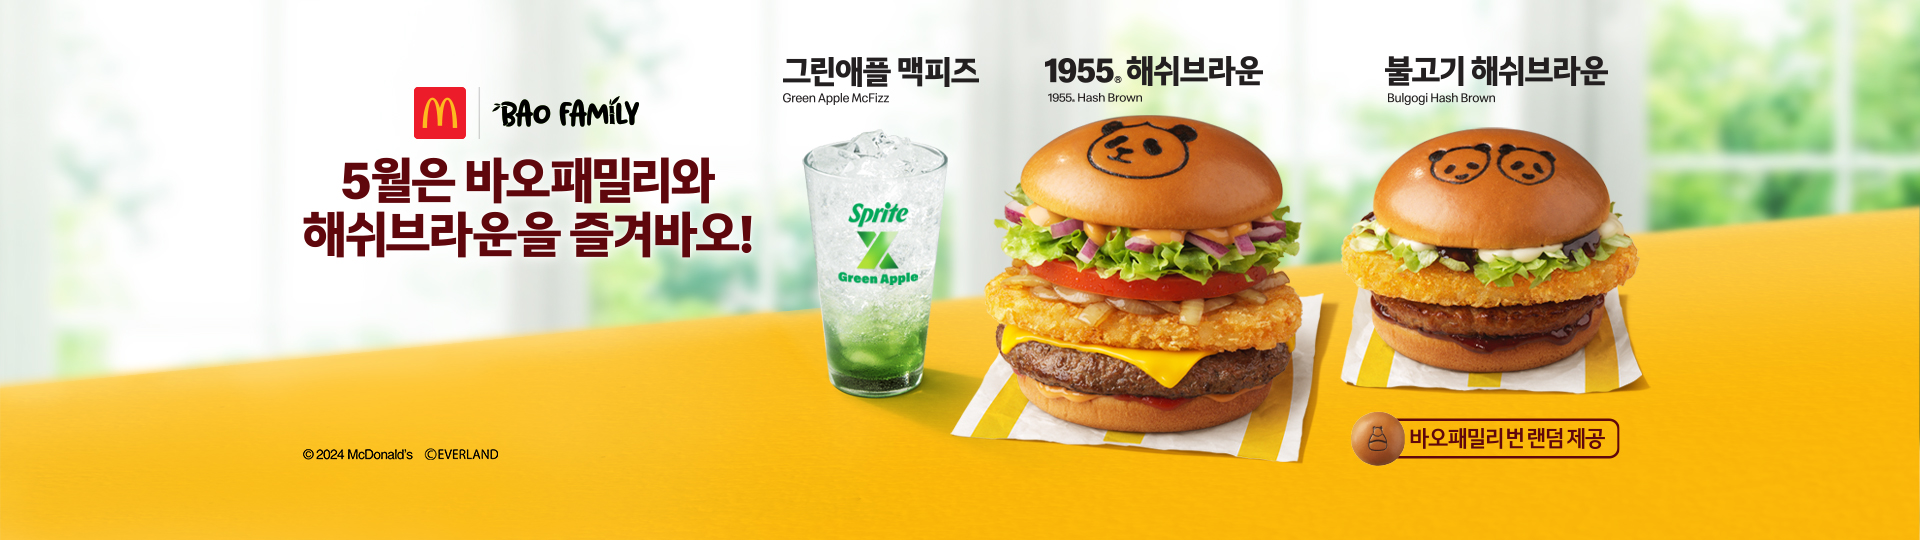 BAO FAMILY
5월은 바오패밀리와
해쉬브라운을 즐겨바오!
그린애플 맥피즈
Green Apple McFizz
1955® 해쉬브라운
1955® Hash Brown
불고기 해쉬브라운
Bulgogi Hash Brown
Sprite
Green Apple
바오패밀리 번 랜덤 제공
© 2024 McDonald's ⒸEVERLAND